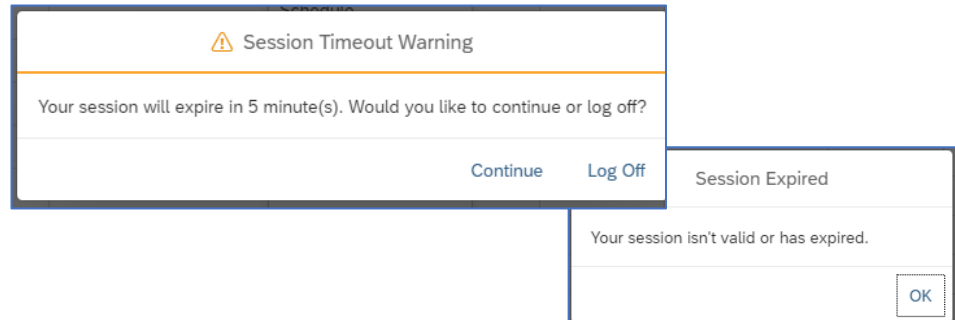 Schedule
Session Timeout Warning
Your session will expire in 5 minute(s). Would you like to continue or log off?
Continue Log Off
Session Expired
Your session isn't valid or has expired.
OK